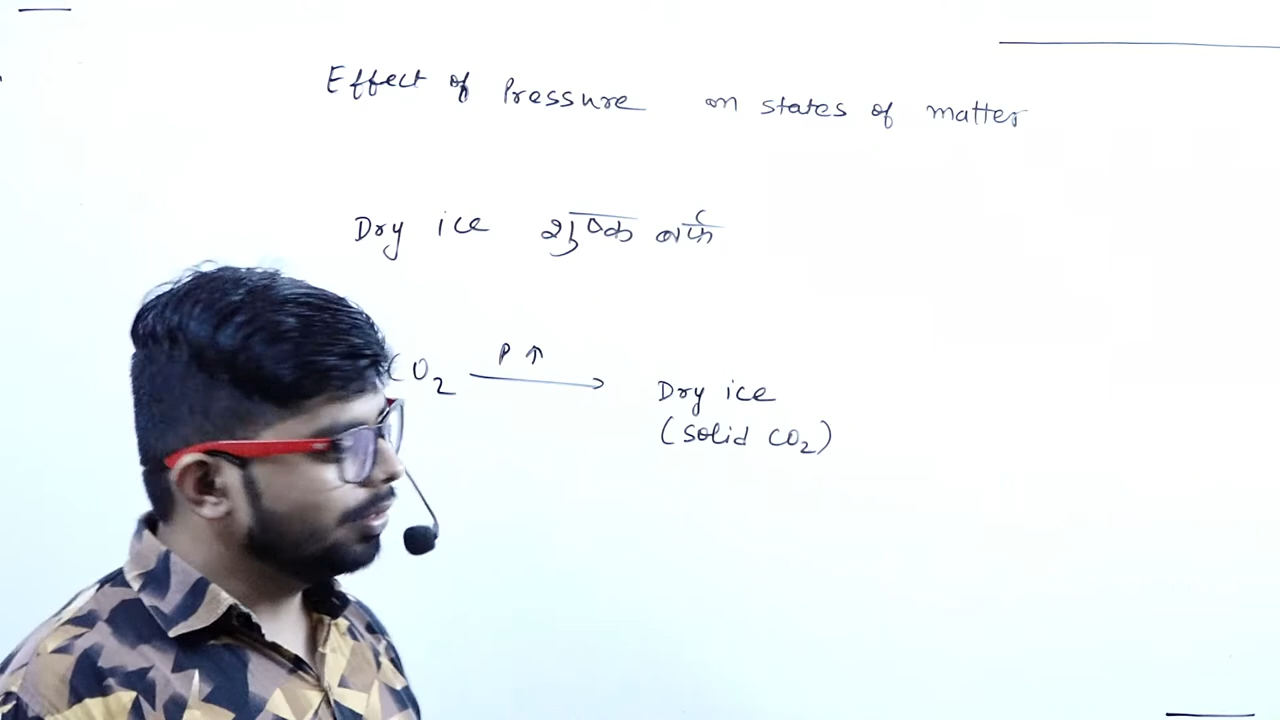 Effect of Pressure on states of matter
Dry ice शुष्क बर्फ
CO₂ P ↑ → Dry ice
(Solid CO₂)